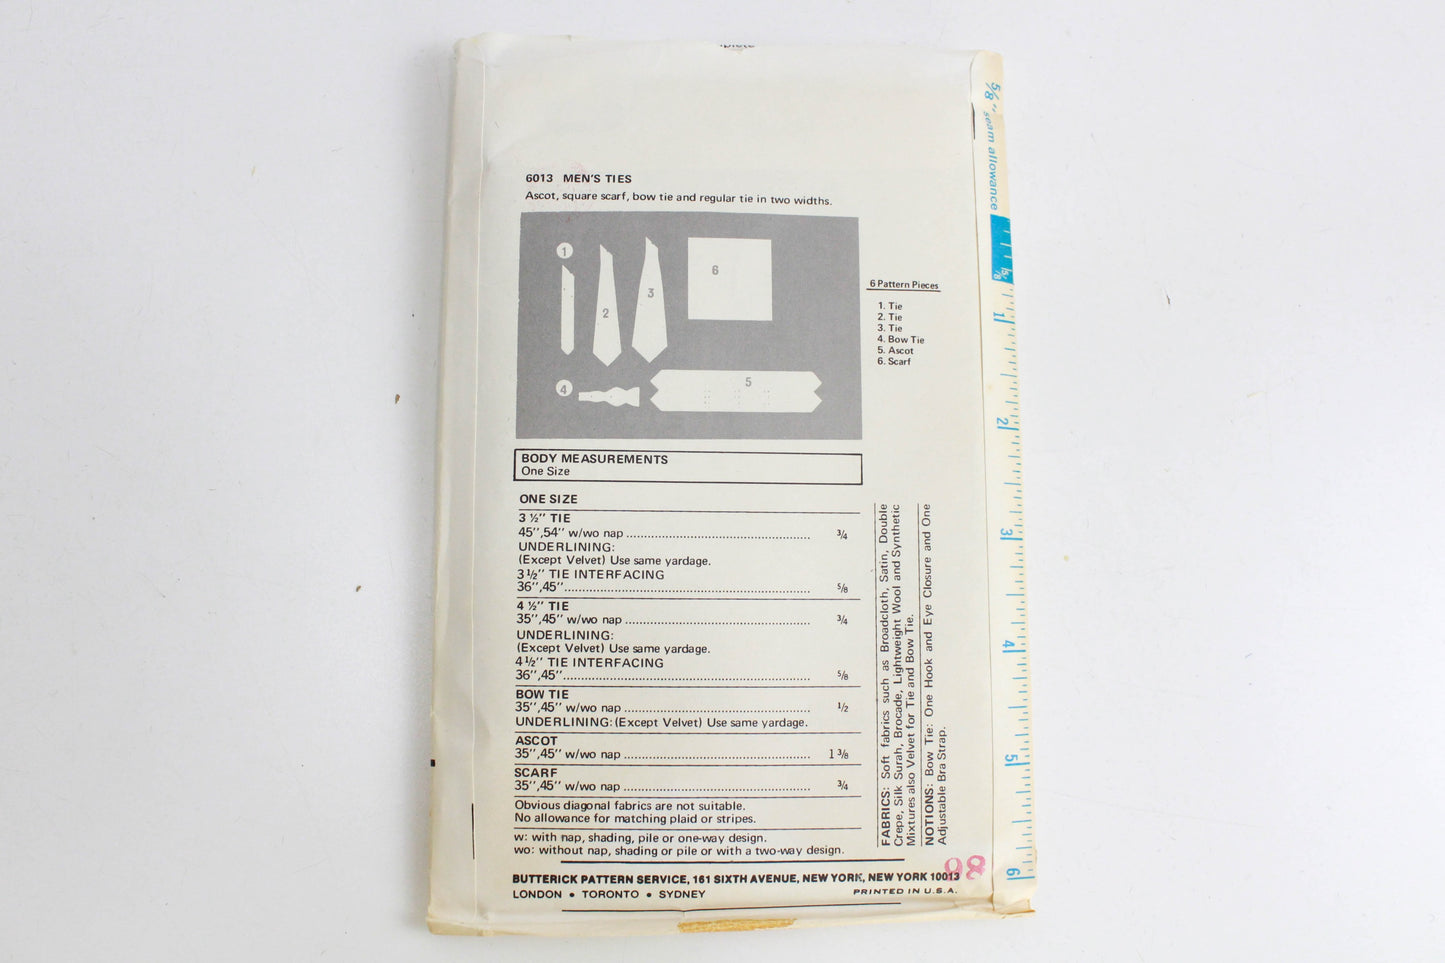 6013 MEN'S TIES
Ascot, square scarf, bow tie and regular tie in two widths.
1
2
3
6
4
5
6 Pattern Pieces
1. Tie
2. Tie
3. Tie
4. Bow Tie
5. Ascot
6. Scarf
BODY MEASUREMENTS
One Size
ONE SIZE
3 ½" TIE
45",54" w/wo nap ............ ¾
UNDERLINING:
(Except Velvet) Use same yardage.
3 ½" TIE INTERFACING
36",45" ............ ⅝
4 ½" TIE
35",45" w/wo nap ............ ¾
UNDERLINING:
(Except Velvet) Use same yardage.
4 ½" TIE INTERFACING
36",45" ............ ⅝
BOW TIE
35",45" w/wo nap ............ ½
UNDERLINING: (Except Velvet) Use same yardage.
ASCOT
35",45" w/wo nap ............ 1 ⅜
SCARF
35",45" w/wo nap ............ ¾
Obvious diagonal fabrics are not suitable.
No allowance for matching plaid or stripes.
w: with nap, shading, pile or one-way design.
wo: without nap, shading or pile or with a two-way design.
FABRICS: Soft fabrics such as Broadcloth, Satin, Double
Crepe, Silk Surah, Brocade, Lightweight Wool and Synthetic
Mixtures also Velvet for Tie and Bow Tie.
NOTIONS: Bow Tie: One Hook and Eye Closure and One
Adjustable Bra Strap.
BUTTERICK PATTERN SERVICE, 161 SIXTH AVENUE, NEW YORK, NEW YORK 10013
LONDON • TORONTO • SYDNEY
PRINTED IN U.S.A.
⅝" seam allowance
⅝
1
2
3
4
5
6